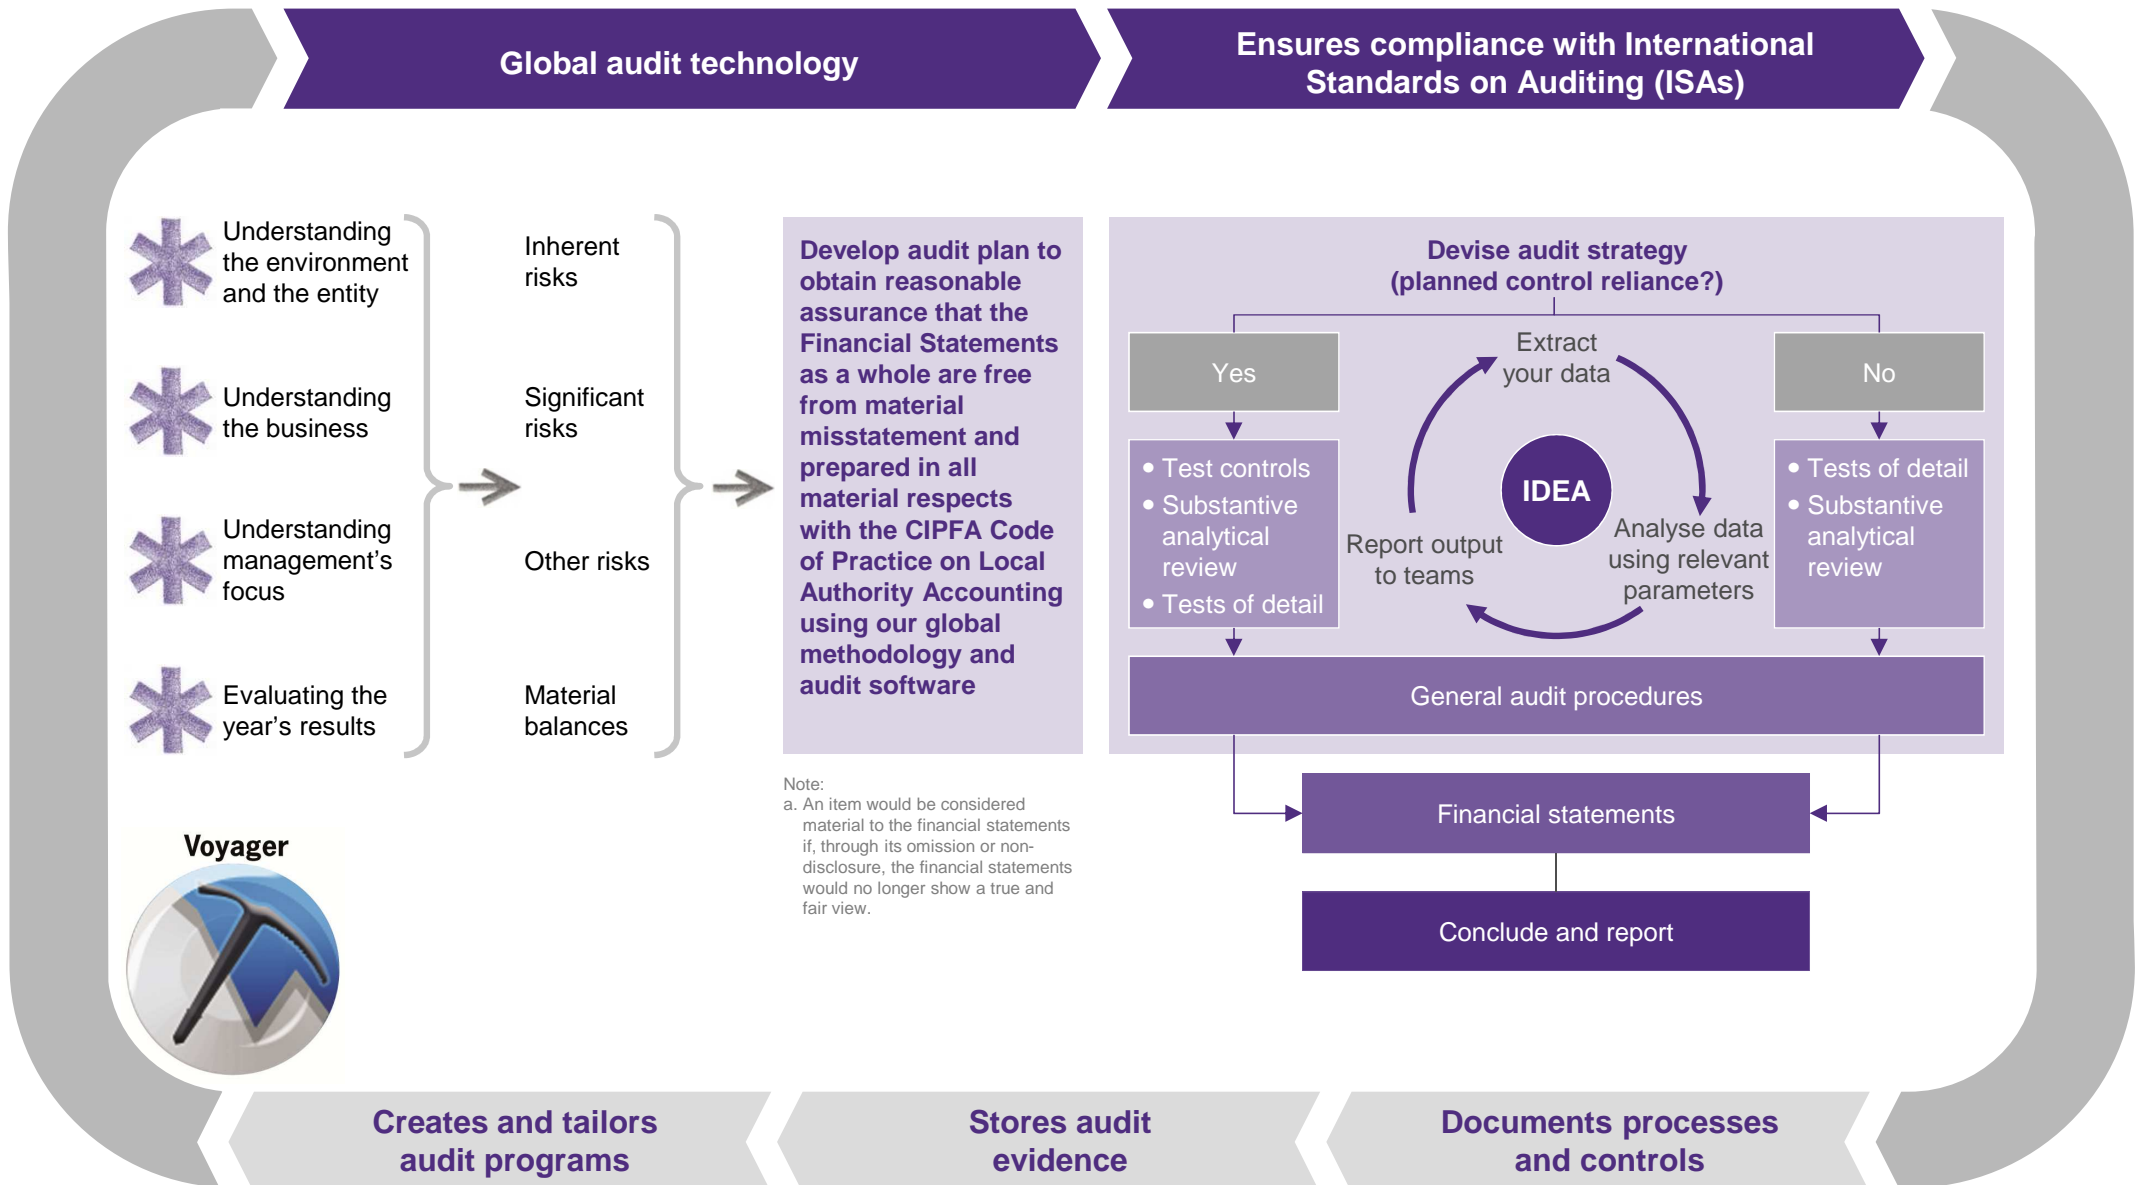 Global audit technology
Ensures compliance with International
Standards on Auditing (ISAs)
Understanding
the environment
and the entity
Understanding
the business
Understanding
management’s
focus
Evaluating the
year’s results
Inherent
risks
Significant
risks
Other risks
Material
balances
Develop audit plan to
obtain reasonable
assurance that the
Financial Statements
as a whole are free
from material
misstatement and
prepared in all
material respects
with the CIPFA Code
of Practice on Local
Authority Accounting
using our global
methodology and
audit software
Note:
a. An item would be considered
material to the financial statements
if, through its omission or non-
disclosure, the financial statements
would no longer show a true and
fair view.
Devise audit strategy
(planned control reliance?)
Yes
• Test controls
• Substantive
analytical
review
• Tests of detail
Extract
your data
IDEA
Analyse data
using relevant
parameters
Report output
to teams
No
• Tests of detail
• Substantive
analytical
review
General audit procedures
Financial statements
Conclude and report
Voyager
Creates and tailors
audit programs
Stores audit
evidence
Documents processes
and controls